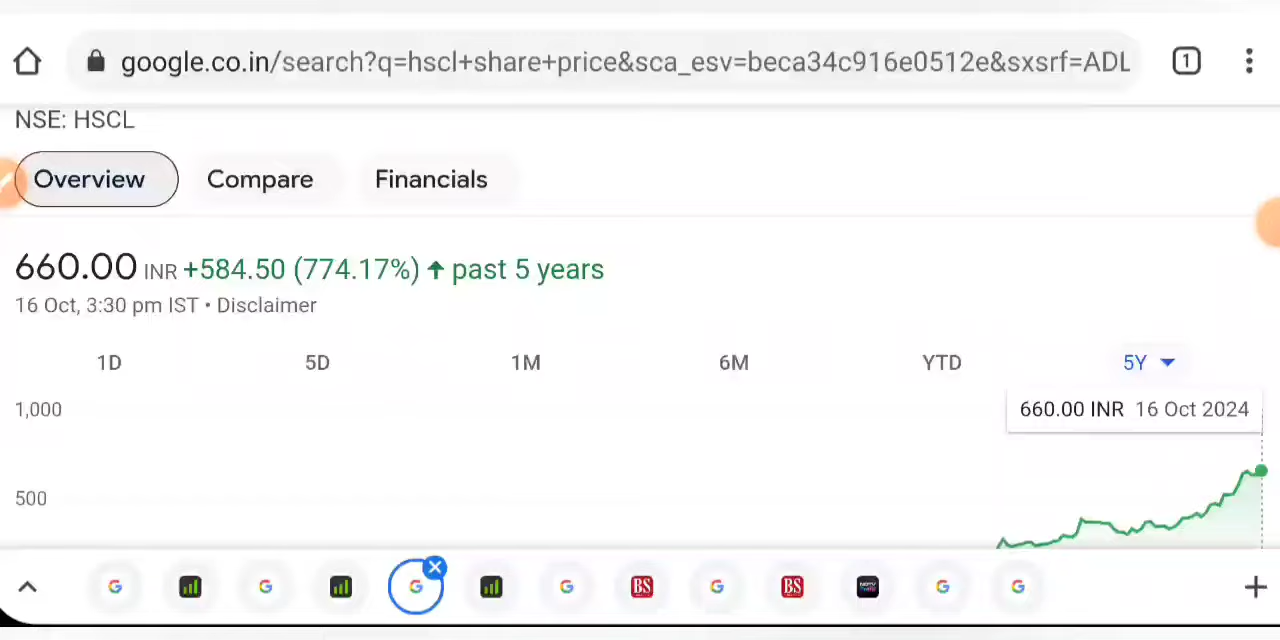 google.co.in/search?q=hscl+share+price&sca_esv=beca34c916e0512e&sxsrf=ADL
1
NSE: HSCL
Overview Compare Financials
660.00 INR +584.50 (774.17%) ↑ past 5 years
16 Oct, 3:30 pm IST • Disclaimer
1D 5D 1M 6M YTD 5Y
1,000
660.00 INR 16 Oct 2024
500
G G G G BS G BS G G